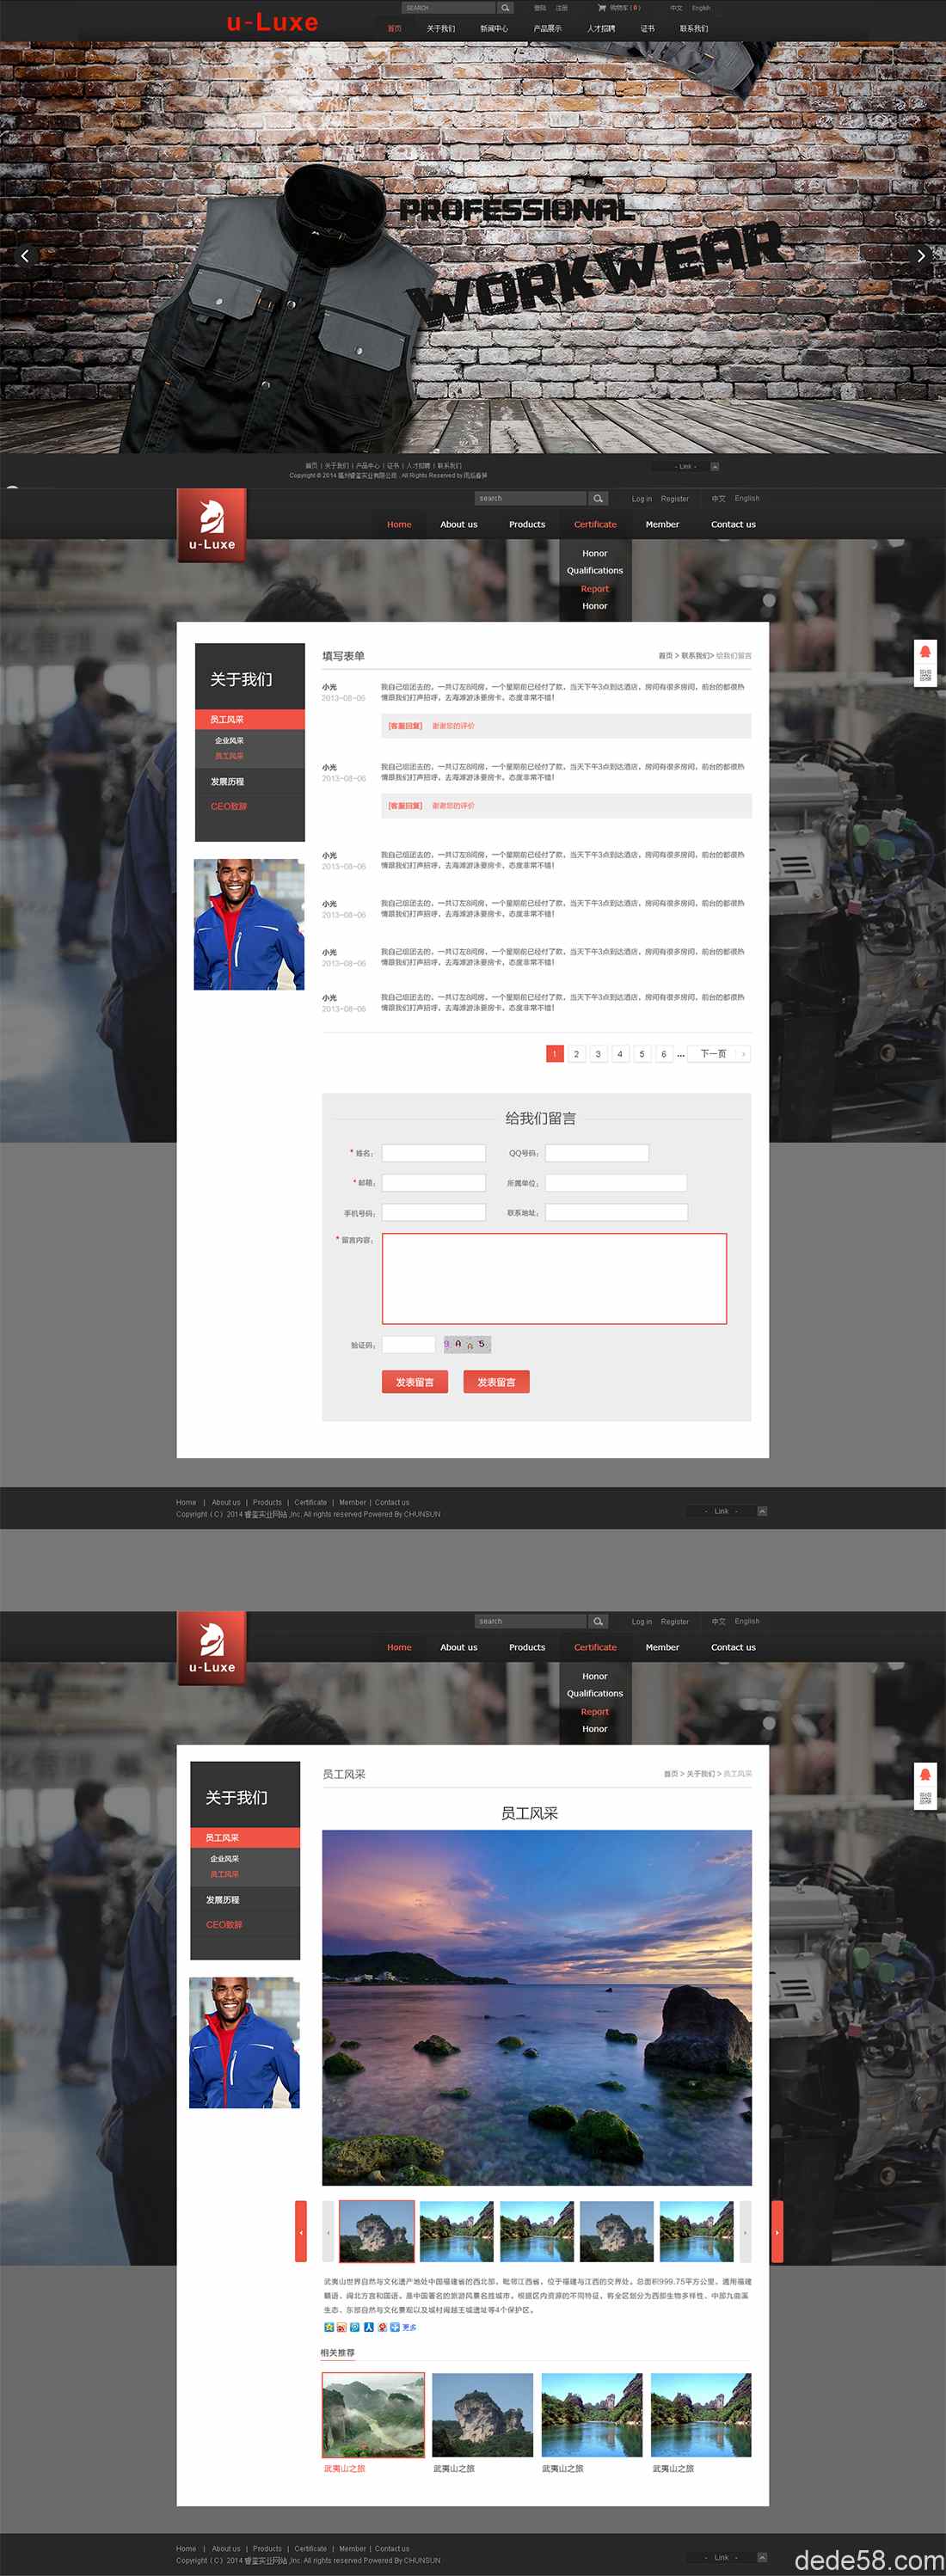 SEARCH
登陆 注册
购物车 ( 0 )
中文 English
u-Luxe
首页 关于我们 新闻中心 产品展示 人才招聘 证书 联系我们
PROFESSIONAL
WORKWEAR
首页 | 关于我们 | 产品中心 | 证书 | 人才招聘 | 联系我们
- Link -
search
Log in Register 中文 English
u-Luxe
Home About us Products Certificate Member Contact us
Honor
Qualifications
Report
Honor
关于我们
员工风采
企业风采
员工风采
发展历程
CEO致辞
填写表单
首页 > 联系我们> 给我们留言
小光
2013-08-05
我自己组团去的，一共订左8间房，一个星期前已经付了款，当天下午3点到达酒店，房间有很多房间，前台的都很热
情跟我们打声招呼，去海滩游泳要房卡，态度非常不错！
[客服回复] 谢谢您的评价
小光
2013-08-06
我自己组团去的，一共订左8间房，一个星期前已经付了款，当天下午3点到达酒店，房间有很多房间，前台的都很热
情跟我们打声招呼，去海滩游泳要房卡，态度非常不错！
[客服回复] 谢谢您的评价
小光
2013-08-06
我自己组团去的，一共订左8间房，一个星期前已经付了款，当天下午3点到达酒店，房间有很多房间，前台的都很热
情跟我们打声招呼，去海滩游泳要房卡，态度非常不错！
小光
2013-08-06
我自己组团去的，一共订左8间房，一个星期前已经付了款，当天下午3点到达酒店，房间有很多房间，前台的都很热
情跟我们打声招呼，去海滩游泳要房卡，态度非常不错！
小光
2013-08-06
我自己组团去的，一共订左8间房，一个星期前已经付了款，当天下午3点到达酒店，房间有很多房间，前台的都很热
情跟我们打声招呼，去海滩游泳要房卡，态度非常不错！
小光
2013-08-06
我自己组团去的，一共订左8间房，一个星期前已经付了款，当天下午3点到达酒店，房间有很多房间，前台的都很热
情跟我们打声招呼，去海滩游泳要房卡，态度非常不错！
1 2 3 4 5 6 ... 下一页 >
给我们留言
* 姓名： QQ号码：
* 邮箱： 所属单位：
手机号码： 联系地址：
* 留言内容：
验证码： 9 A A 5
发表留言 发表留言
Home | About us | Products | Certificate | Member | Contact us
Copyright（C）2014 睿玺实业网站 ,Inc. All rights reserved Powered By CHUNSUN
- Link -
search
Log in Register 中文 English
u-Luxe
Home About us Products Certificate Member Contact us
Honor
Qualifications
Report
Honor
关于我们
员工风采
企业风采
员工风采
发展历程
CEO致辞
员工风采
首页 > 关于我们 > 员工风采
员工风采
武夷山世界自然与文化遗产地处中国福建省的西北部，毗邻江西省，位于福建与江西的交界处，总面积999.75平方公里，通用福建
赣语，闽北方言和国语，是中国著名的旅游风景名胜城市。根据区内资源的不同特征，将全区划分为西部生物多样性、中部九曲溪
生态、东部自然与文化景观以及城村闽越王城遗址等4个保护区。
更多
相关推荐
武夷山之旅 武夷山之旅 武夷山之旅 武夷山之旅
Home | About us | Products | Certificate | Member | Contact us
Copyright（C）2014 睿玺实业网站 ,Inc. All rights reserved Powered By CHUNSUN
- Link -
dede58.com